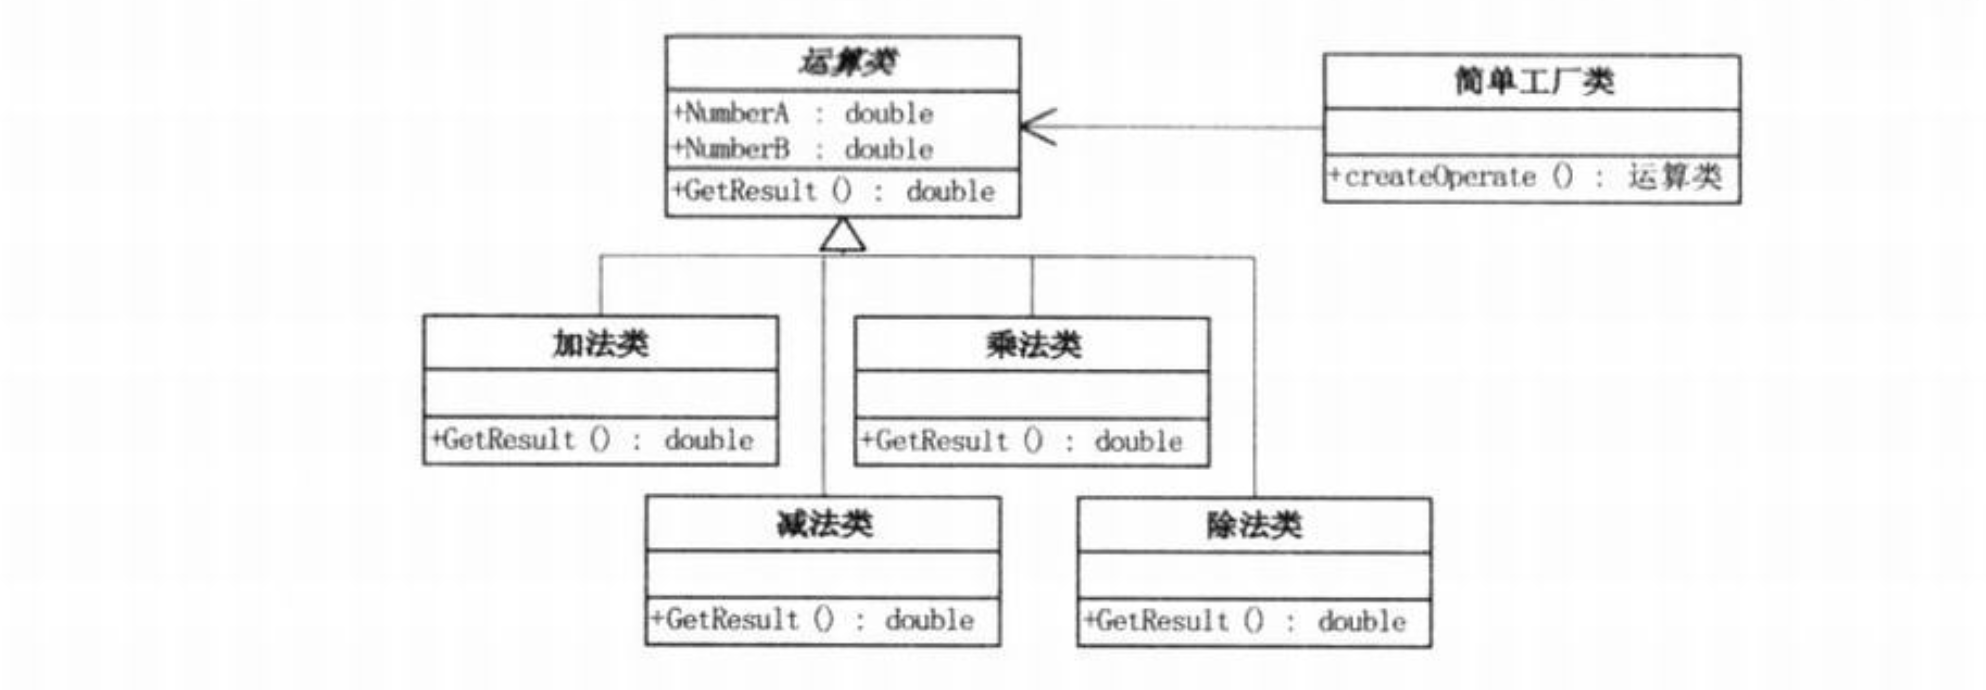 运算类
+NumberA : double
+NumberB : double
+GetResult () : double
简单工厂类
+createOperate () : 运算类
加法类
+GetResult () : double
乘法类
+GetResult () : double
减法类
+GetResult () : double
除法类
+GetResult () : double